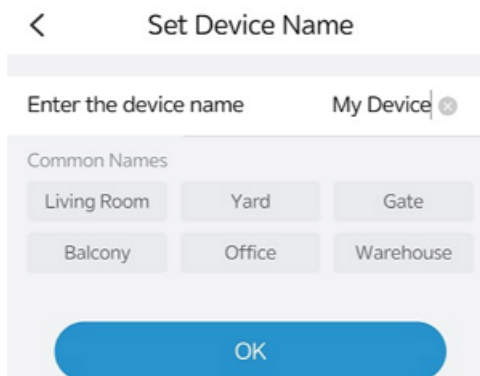 Set Device Name
Enter the device name My Device
Common Names
Living Room Yard Gate
Balcony Office Warehouse
OK